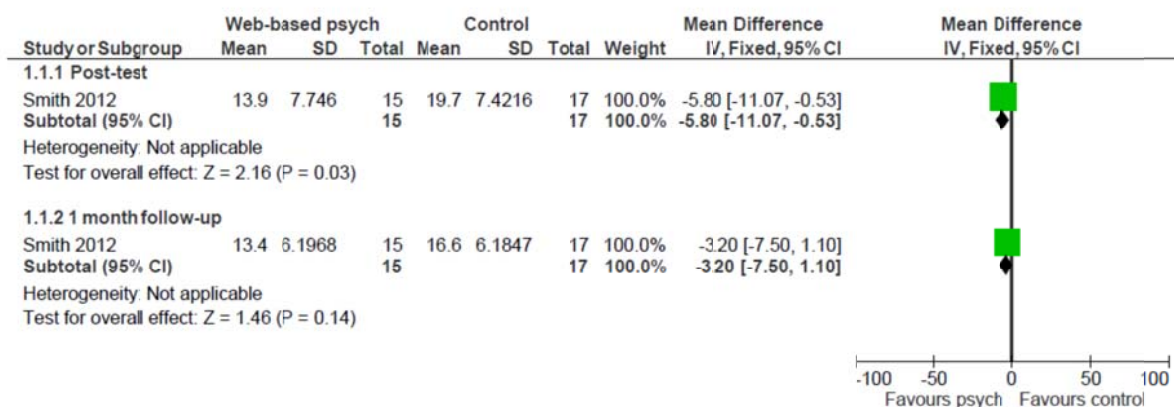 Web-based psych Control Mean Difference Mean Difference
Study or Subgroup Mean SD Total Mean SD Total Weight IV, Fixed, 95% CI IV, Fixed, 95% CI
1.1.1 Post-test
Smith 2012 13.9 7.746 15 19.7 7.4216 17 100.0% -5.80 [-11.07, -0.53]
Subtotal (95% CI) 15 17 100.0% -5.80 [-11.07, -0.53]
Heterogeneity: Not applicable
Test for overall effect: Z = 2.16 (P = 0.03)
1.1.2 1 month follow-up
Smith 2012 13.4 6.1968 15 16.6 6.1847 17 100.0% -3.20 [-7.50, 1.10]
Subtotal (95% CI) 15 17 100.0% -3.20 [-7.50, 1.10]
Heterogeneity: Not applicable
Test for overall effect: Z = 1.46 (P = 0.14)
-100 -50 0 50 100
Favours psych Favours control